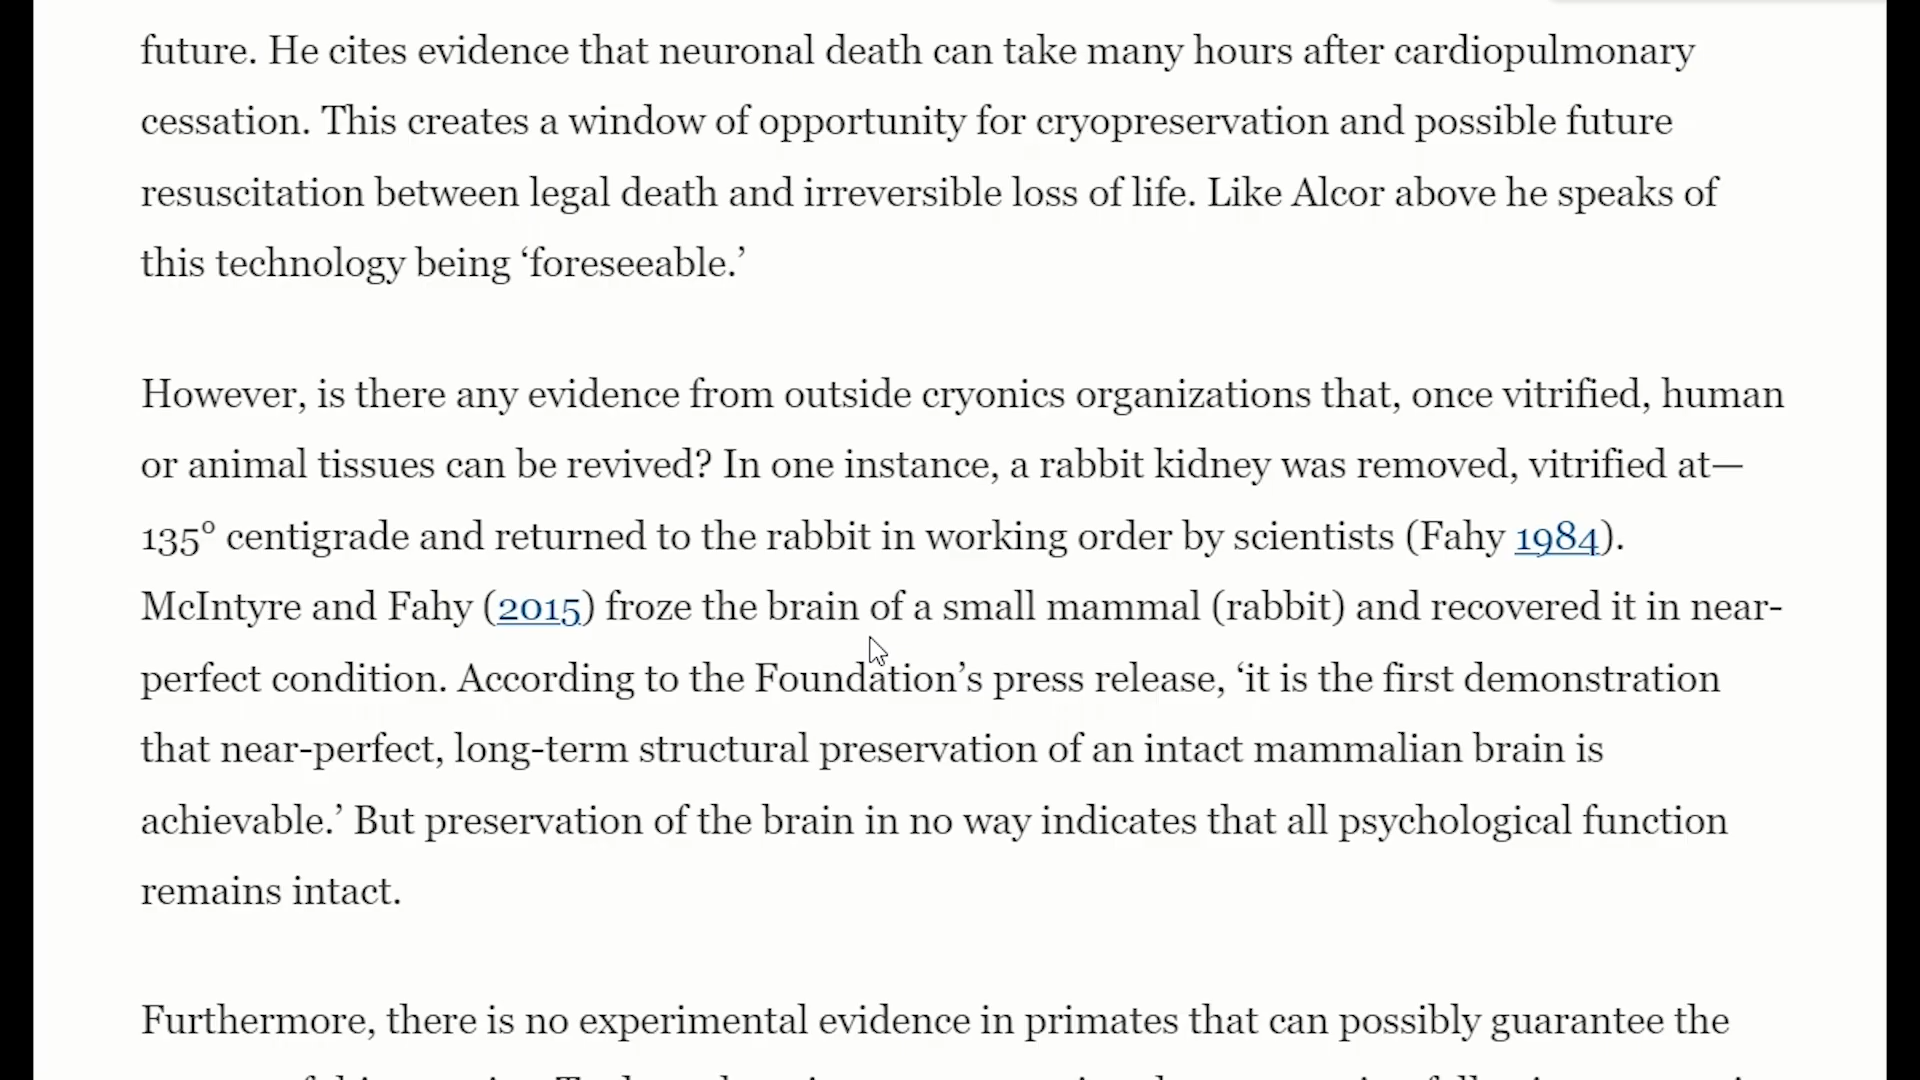 future. He cites evidence that neuronal death can take many hours after cardiopulmonary
cessation. This creates a window of opportunity for cryopreservation and possible future
resuscitation between legal death and irreversible loss of life. Like Alcor above he speaks of
this technology being ‘foreseeable.’
However, is there any evidence from outside cryonics organizations that, once vitrified, human
or animal tissues can be revived? In one instance, a rabbit kidney was removed, vitrified at—
135° centigrade and returned to the rabbit in working order by scientists (Fahy 1984).
McIntyre and Fahy (2015) froze the brain of a small mammal (rabbit) and recovered it in near-
perfect condition. According to the Foundation’s press release, ‘it is the first demonstration
that near-perfect, long-term structural preservation of an intact mammalian brain is
achievable.’ But preservation of the brain in no way indicates that all psychological function
remains intact.
Furthermore, there is no experimental evidence in primates that can possibly guarantee the